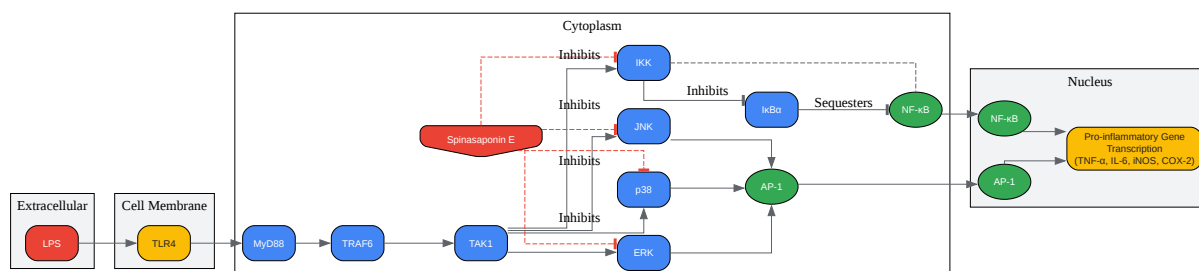 Cytoplasm
Inhibits
IKK
Nucleus
Inhibits
Inhibits
IκBα
Sequesters
NF-κB
NF-κB
JNK
Spinasaponin E
Pro-inflammatory Gene
Transcription
(TNF-α, IL-6, iNOS, COX-2)
Inhibits
p38
AP-1
AP-1
Extracellular
Cell Membrane
Inhibits
LPS
TLR4
MyD88
TRAF6
TAK1
ERK